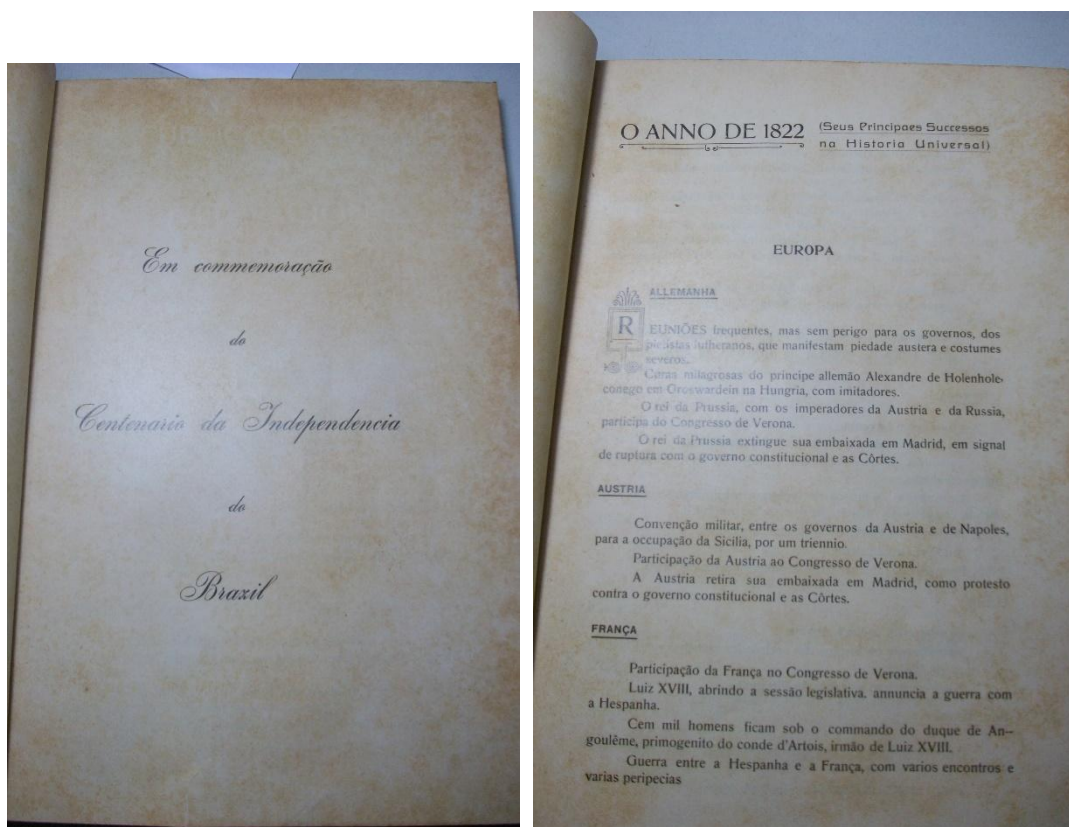 Em commemoração
do
Centenario da Independencia
do
Brazil
O ANNO DE 1822 (Seus Principaes Successos
na Historia Universal)
EUROPA
ALLEMANHA
REUNIÕES frequentes, mas sem perigo para os governos, dos
pietistas lutheranos, que manifestam piedade austera e costumes
severos.
Curas milagrosas do principe allemão Alexandre de Holenhole-
conego em Groswardein na Hungria, com imitadores.
O rei da Prussia, com os imperadores da Austria e da Russia,
participa do Congresso de Verona.
O rei da Prussia extingue sua embaixada em Madrid, em signal
de ruptura com o governo constitucional e as Côrtes.
AUSTRIA
Convenção militar, entre os governos da Austria e de Napoles,
para a occupação da Sicilia, por um triennio.
Participação da Austria ao Congresso de Verona.
A Austria retira sua embaixada em Madrid, como protesto
contra o governo constitucional e as Côrtes.
FRANÇA
Participação da França no Congresso de Verona.
Luiz XVIII, abrindo a sessão legislativa. annuncia a guerra com
a Hespanha.
Cem mil homens ficam sob o commando do duque de An-
goulême, primogenito do conde d'Artois, irmão de Luiz XVIII.
Guerra entre a Hespanha e a França, com varios encontros e
varias peripecias